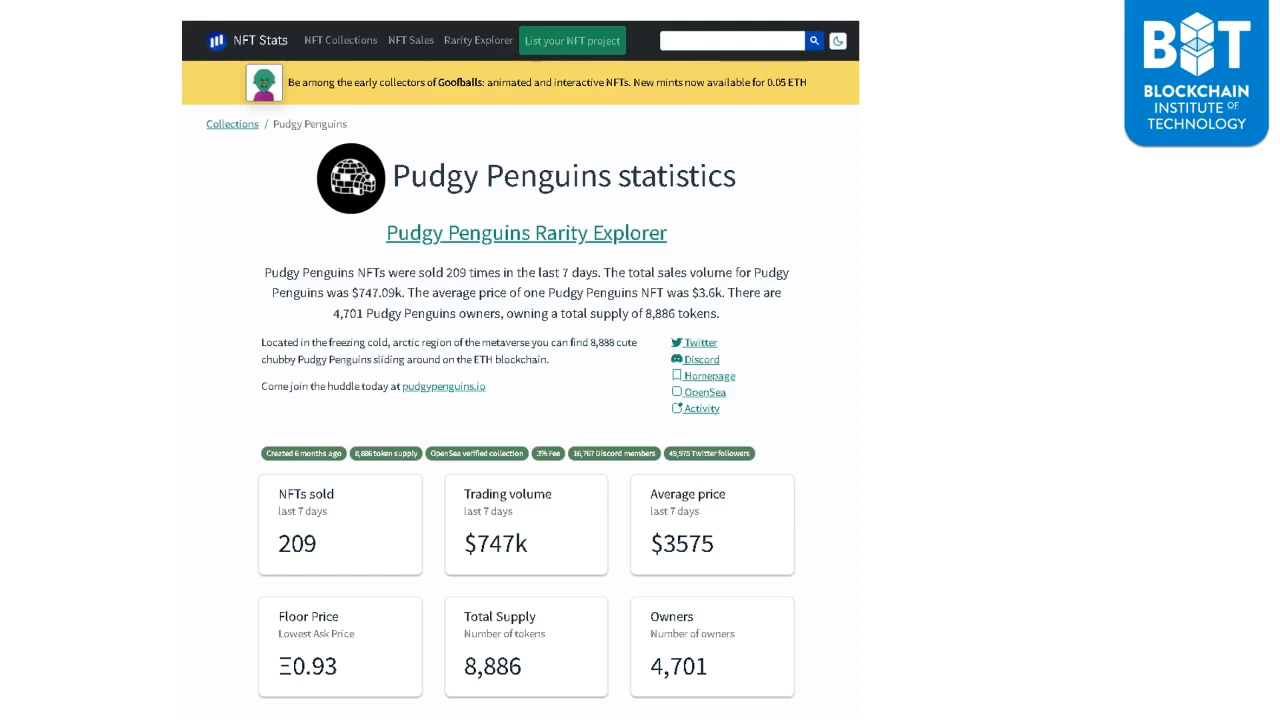 NFT Stats NFT Collections NFT Sales Rarity Explorer List your NFT project
Be among the early collectors of Goofballs: animated and interactive NFTs. New mints now available for 0.05 ETH
BLOCKCHAIN
INSTITUTE OF
TECHNOLOGY
Collections / Pudgy Penguins
Pudgy Penguins statistics
Pudgy Penguins Rarity Explorer
Pudgy Penguins NFTs were sold 209 times in the last 7 days. The total sales volume for Pudgy
Penguins was $747.09k. The average price of one Pudgy Penguins NFT was $3.6k. There are
4,701 Pudgy Penguins owners, owning a total supply of 8,886 tokens.
Located in the freezing cold, arctic region of the metaverse you can find 8,888 cute
chubby Pudgy Penguins sliding around on the ETH blockchain.
Come join the huddle today at pudgypenguins.io
Twitter
Discord
Homepage
OpenSea
Activity
Created 6 months ago 8,886 token supply OpenSea verified collection 3% Fee 16,767 Discord members 49,975 Twitter followers
NFTs sold
last 7 days
209
Trading volume
last 7 days
$747k
Average price
last 7 days
$3575
Floor Price
Lowest Ask Price
Ξ0.93
Total Supply
Number of tokens
8,886
Owners
Number of owners
4,701